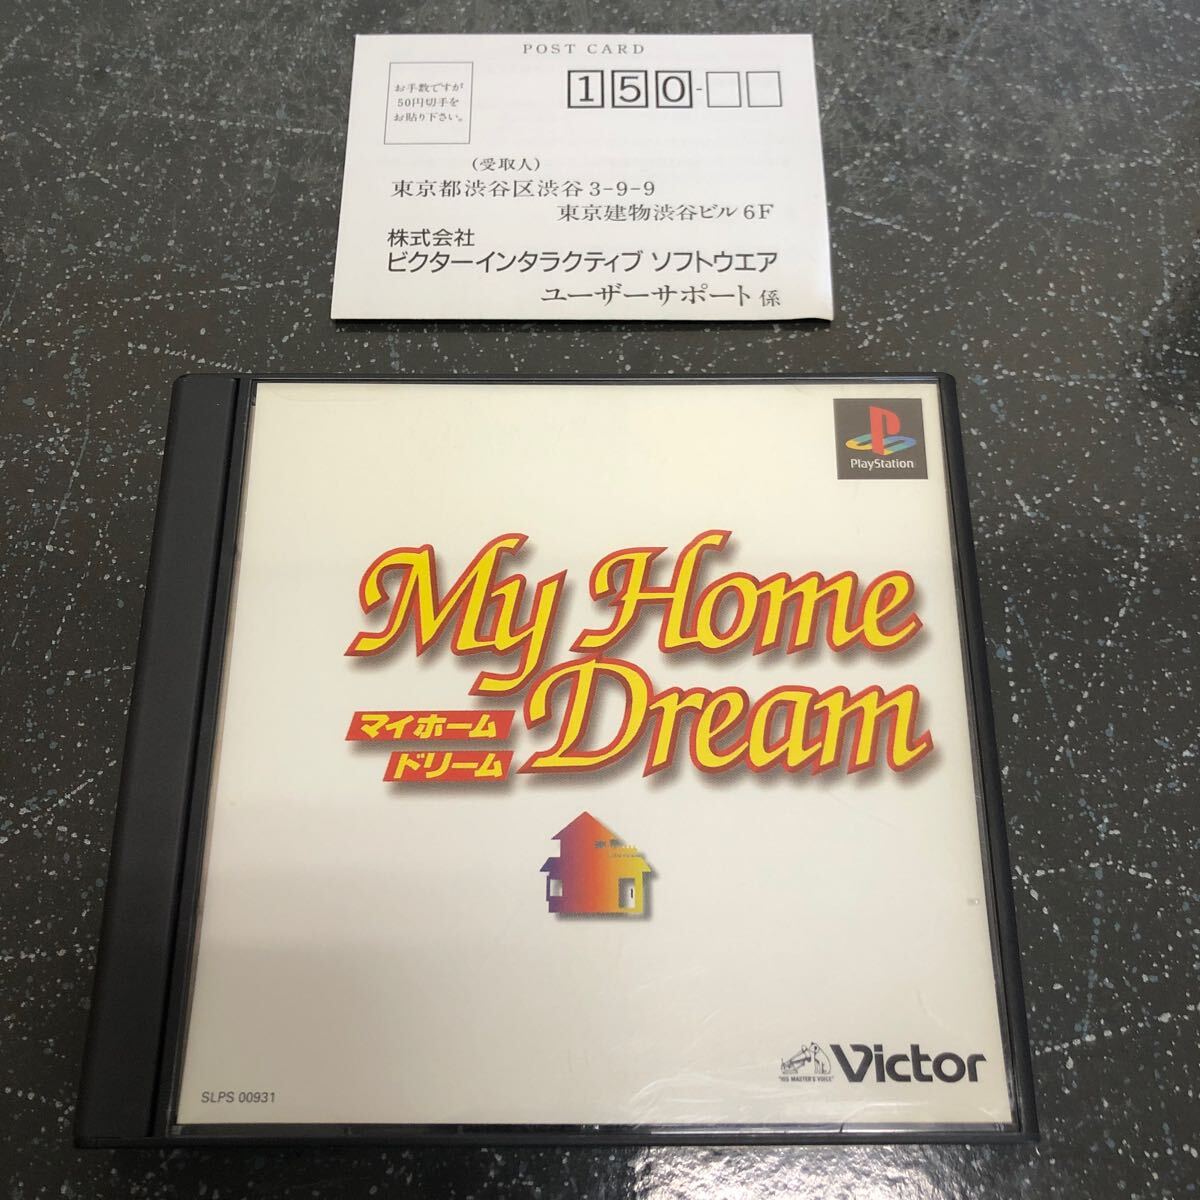 POST CARD
お手数ですが
50円切手を
お貼り下さい。
150-
(受取人)
東京都渋谷区渋谷3-9-9
東京建物渋谷ビル6F
株式会社
ビクターインタラクティブ ソフトウエア
ユーザーサポート係
PlayStation
My Home
Dream
マイホーム
ドリーム
"HIS MASTER'S VOICE"
Victor
SLPS 00931